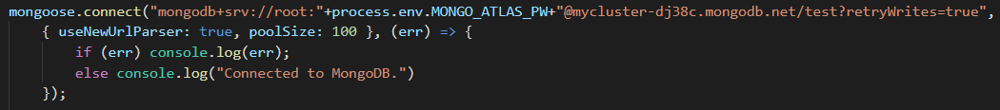 mongoose.connect("mongodb+srv://root:"+process.env.MONGO_ATLAS_PW+"@mycluster-dj38c.mongodb.net/test?retryWrites=true",
{ useNewUrlParser: true, poolSize: 100 }, (err) => {
if (err) console.log(err);
else console.log("Connected to MongoDB.")
});